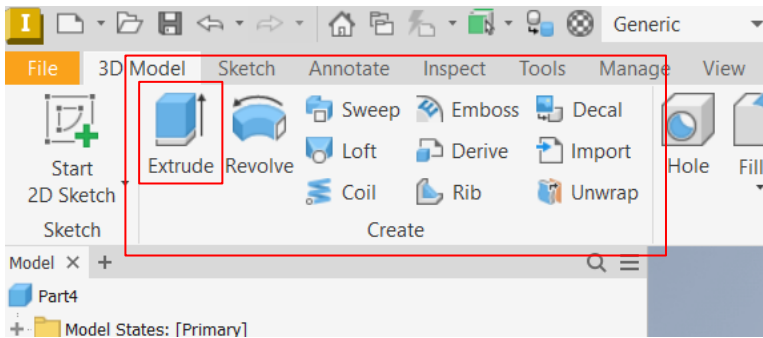 I Generic
File 3D Model Sketch Annotate Inspect Tools Manage View
Start
2D Sketch
Extrude
Revolve
Sweep Emboss Decal
Loft Derive Import
Coil Rib Unwrap
Hole
Fill
Sketch
Create
Model × +
Part4
Model States: [Primary]